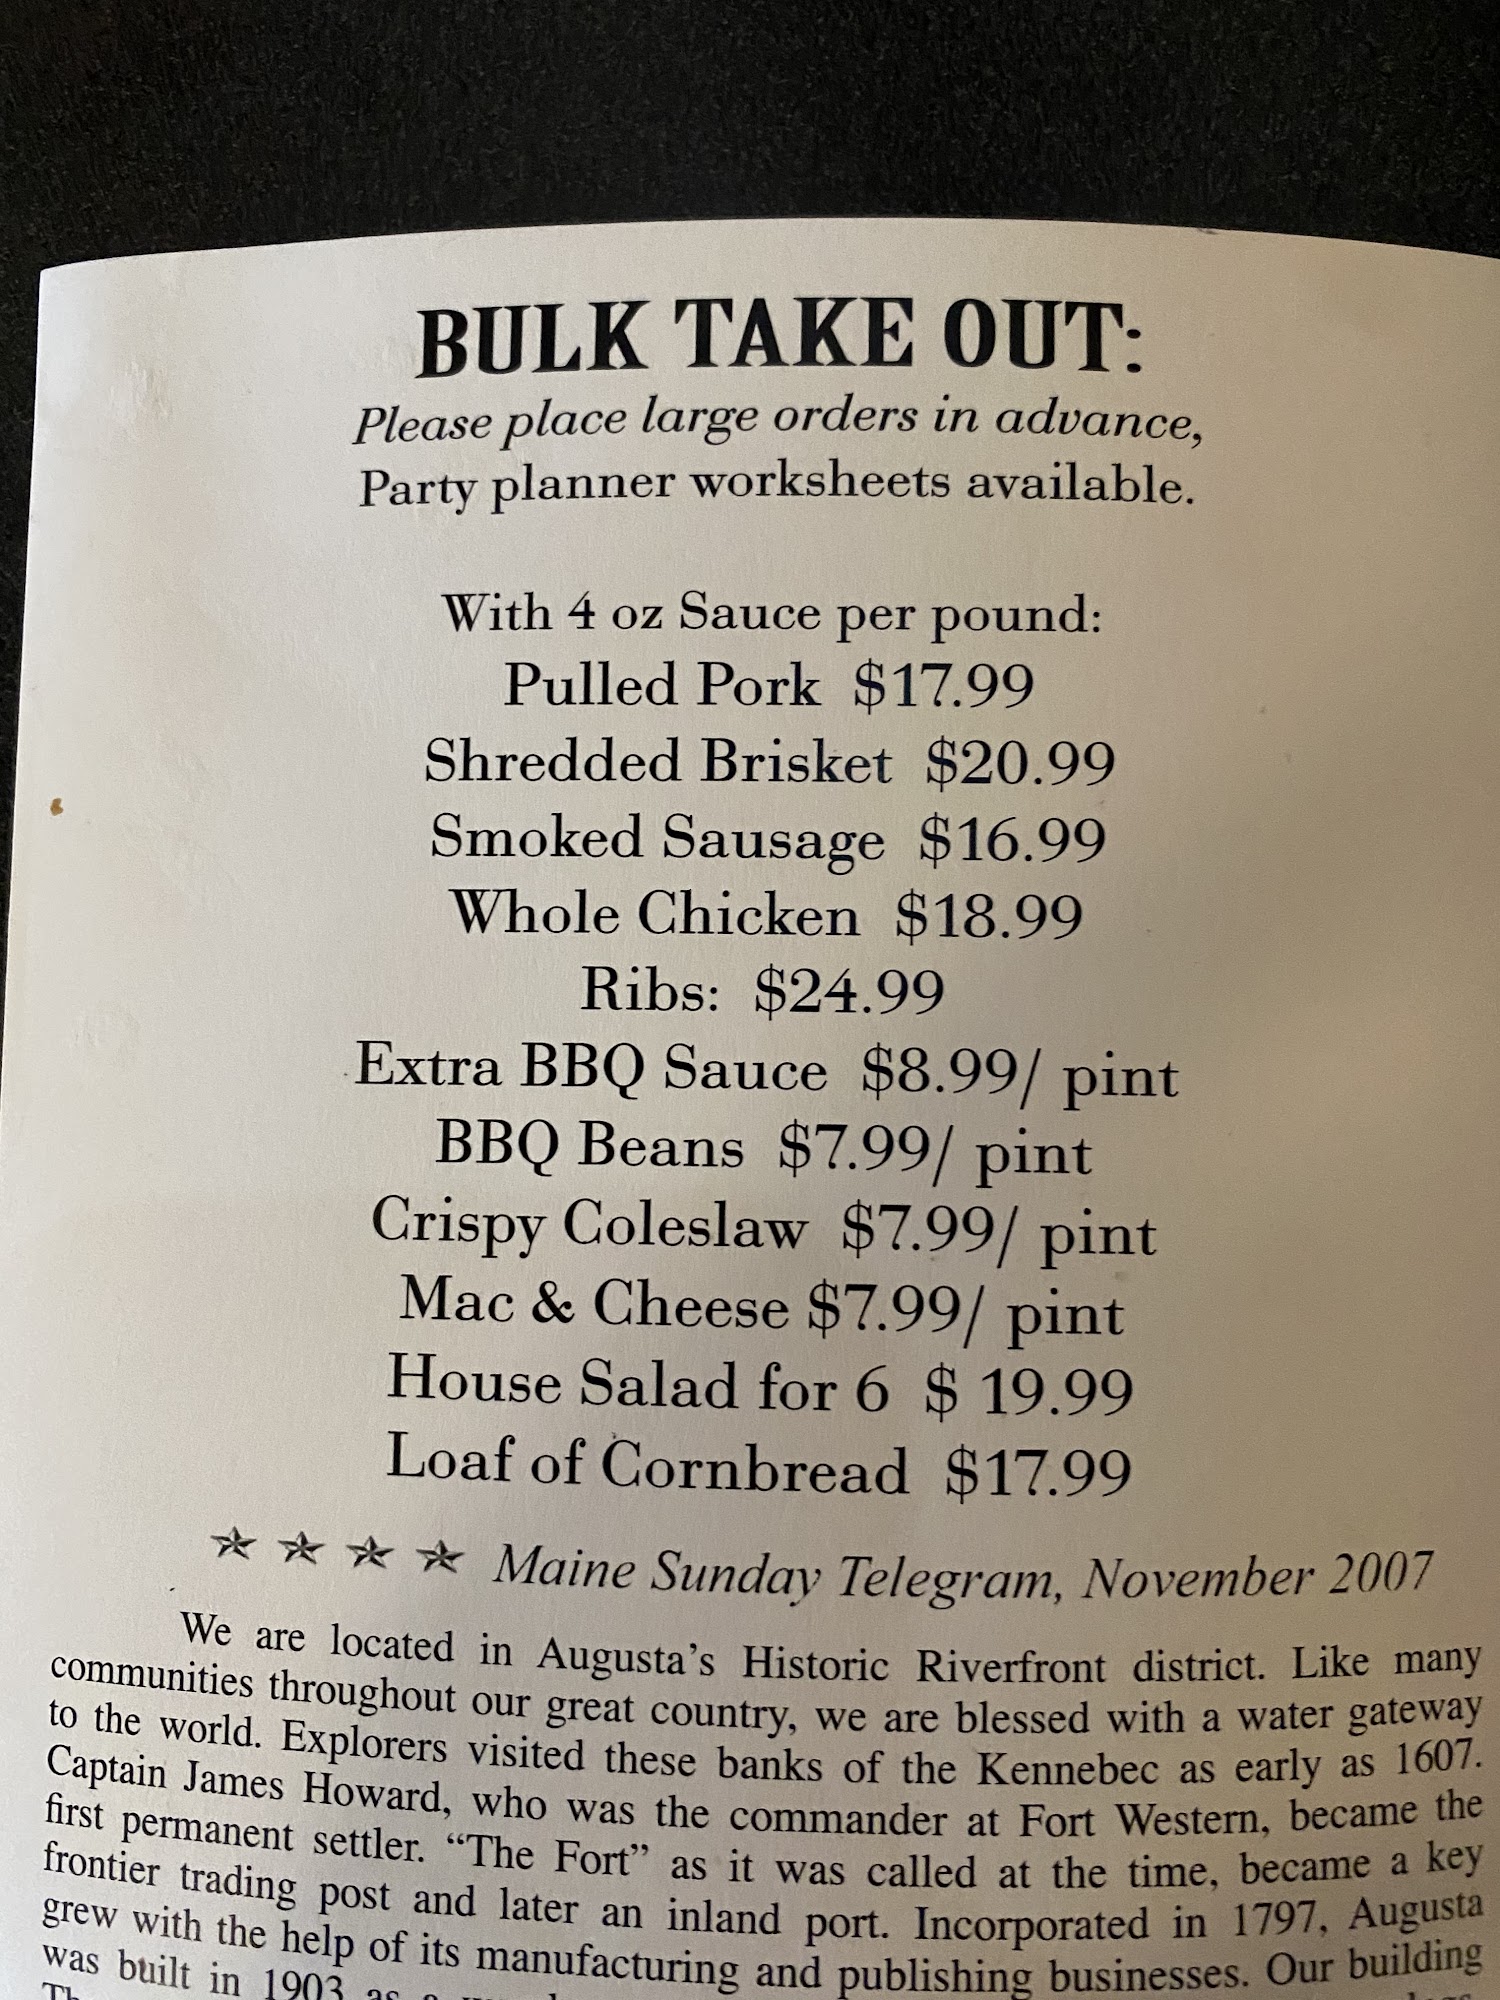 BULK TAKE OUT:
Please place large orders in advance,
Party planner worksheets available.
With 4 oz Sauce per pound:
Pulled Pork $17.99
Shredded Brisket $20.99
Smoked Sausage $16.99
Whole Chicken $18.99
Ribs: $24.99
Extra BBQ Sauce $8.99/ pint
BBQ Beans $7.99/ pint
Crispy Coleslaw $7.99/ pint
Mac & Cheese $7.99/ pint
House Salad for 6 $ 19.99
Loaf of Cornbread $17.99
Maine Sunday Telegram, November 2007
We are located in Augusta's Historic Riverfront district. Like many
communities throughout our great country, we are blessed with a water gateway
to the world. Explorers visited these banks of the Kennebec as early as 1607.
Captain James Howard, who was the commander at Fort Western, became the
first permanent settler. “The Fort” as it was called at the time, became a key
frontier trading post and later an inland port. Incorporated in 1797, Augusta
grew with the help of its manufacturing and publishing businesses. Our building
was built in 1903 as a